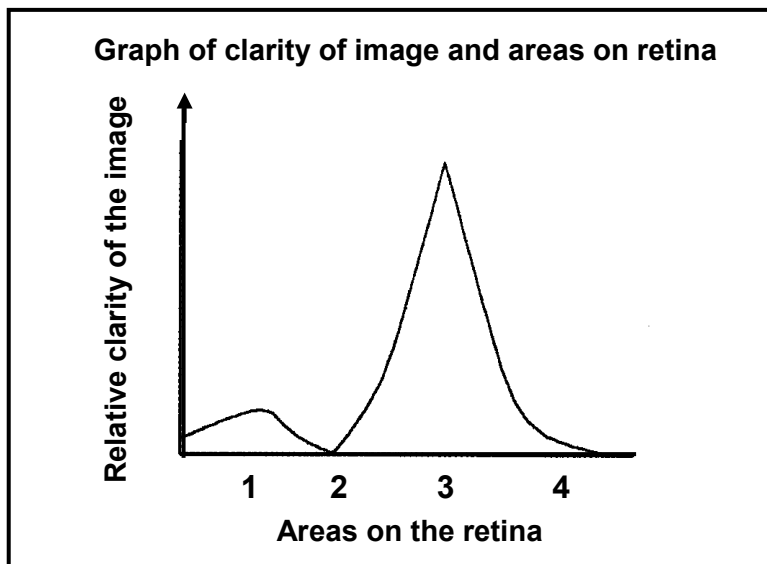 Graph of clarity of image and areas on retina
Relative clarity of the image
1 2 3 4
Areas on the retina